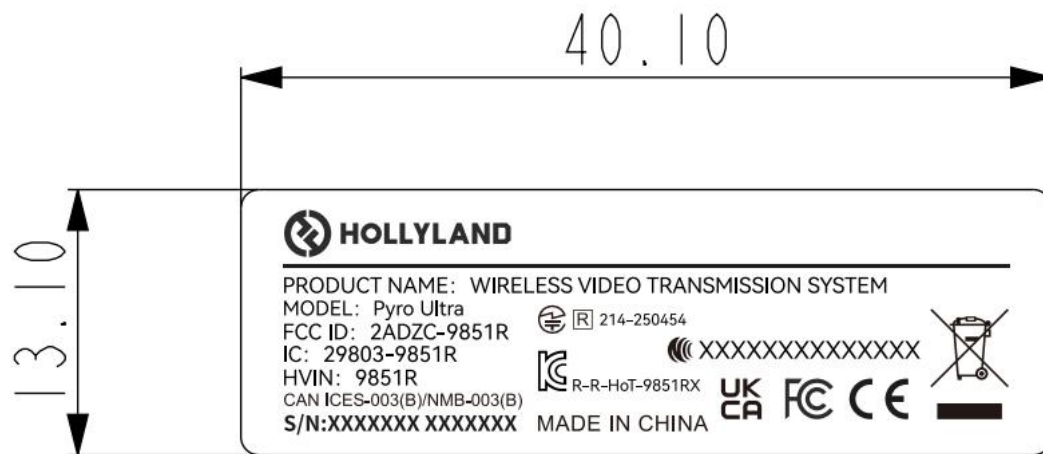 40.10
13.10
HOLLYLAND
PRODUCT NAME: WIRELESS VIDEO TRANSMISSION SYSTEM
MODEL: Pyro Ultra
FCC ID: 2ADZC-9851R
IC: 29803-9851R
HVIN: 9851R
CAN ICES-003(B)/NMB-003(B)
S/N:XXXXXXX XXXXXXX
R 214-250454
XXXXXXXXXXXXXX
R-R-HoT-9851RX
MADE IN CHINA
UK
CA
FC CE